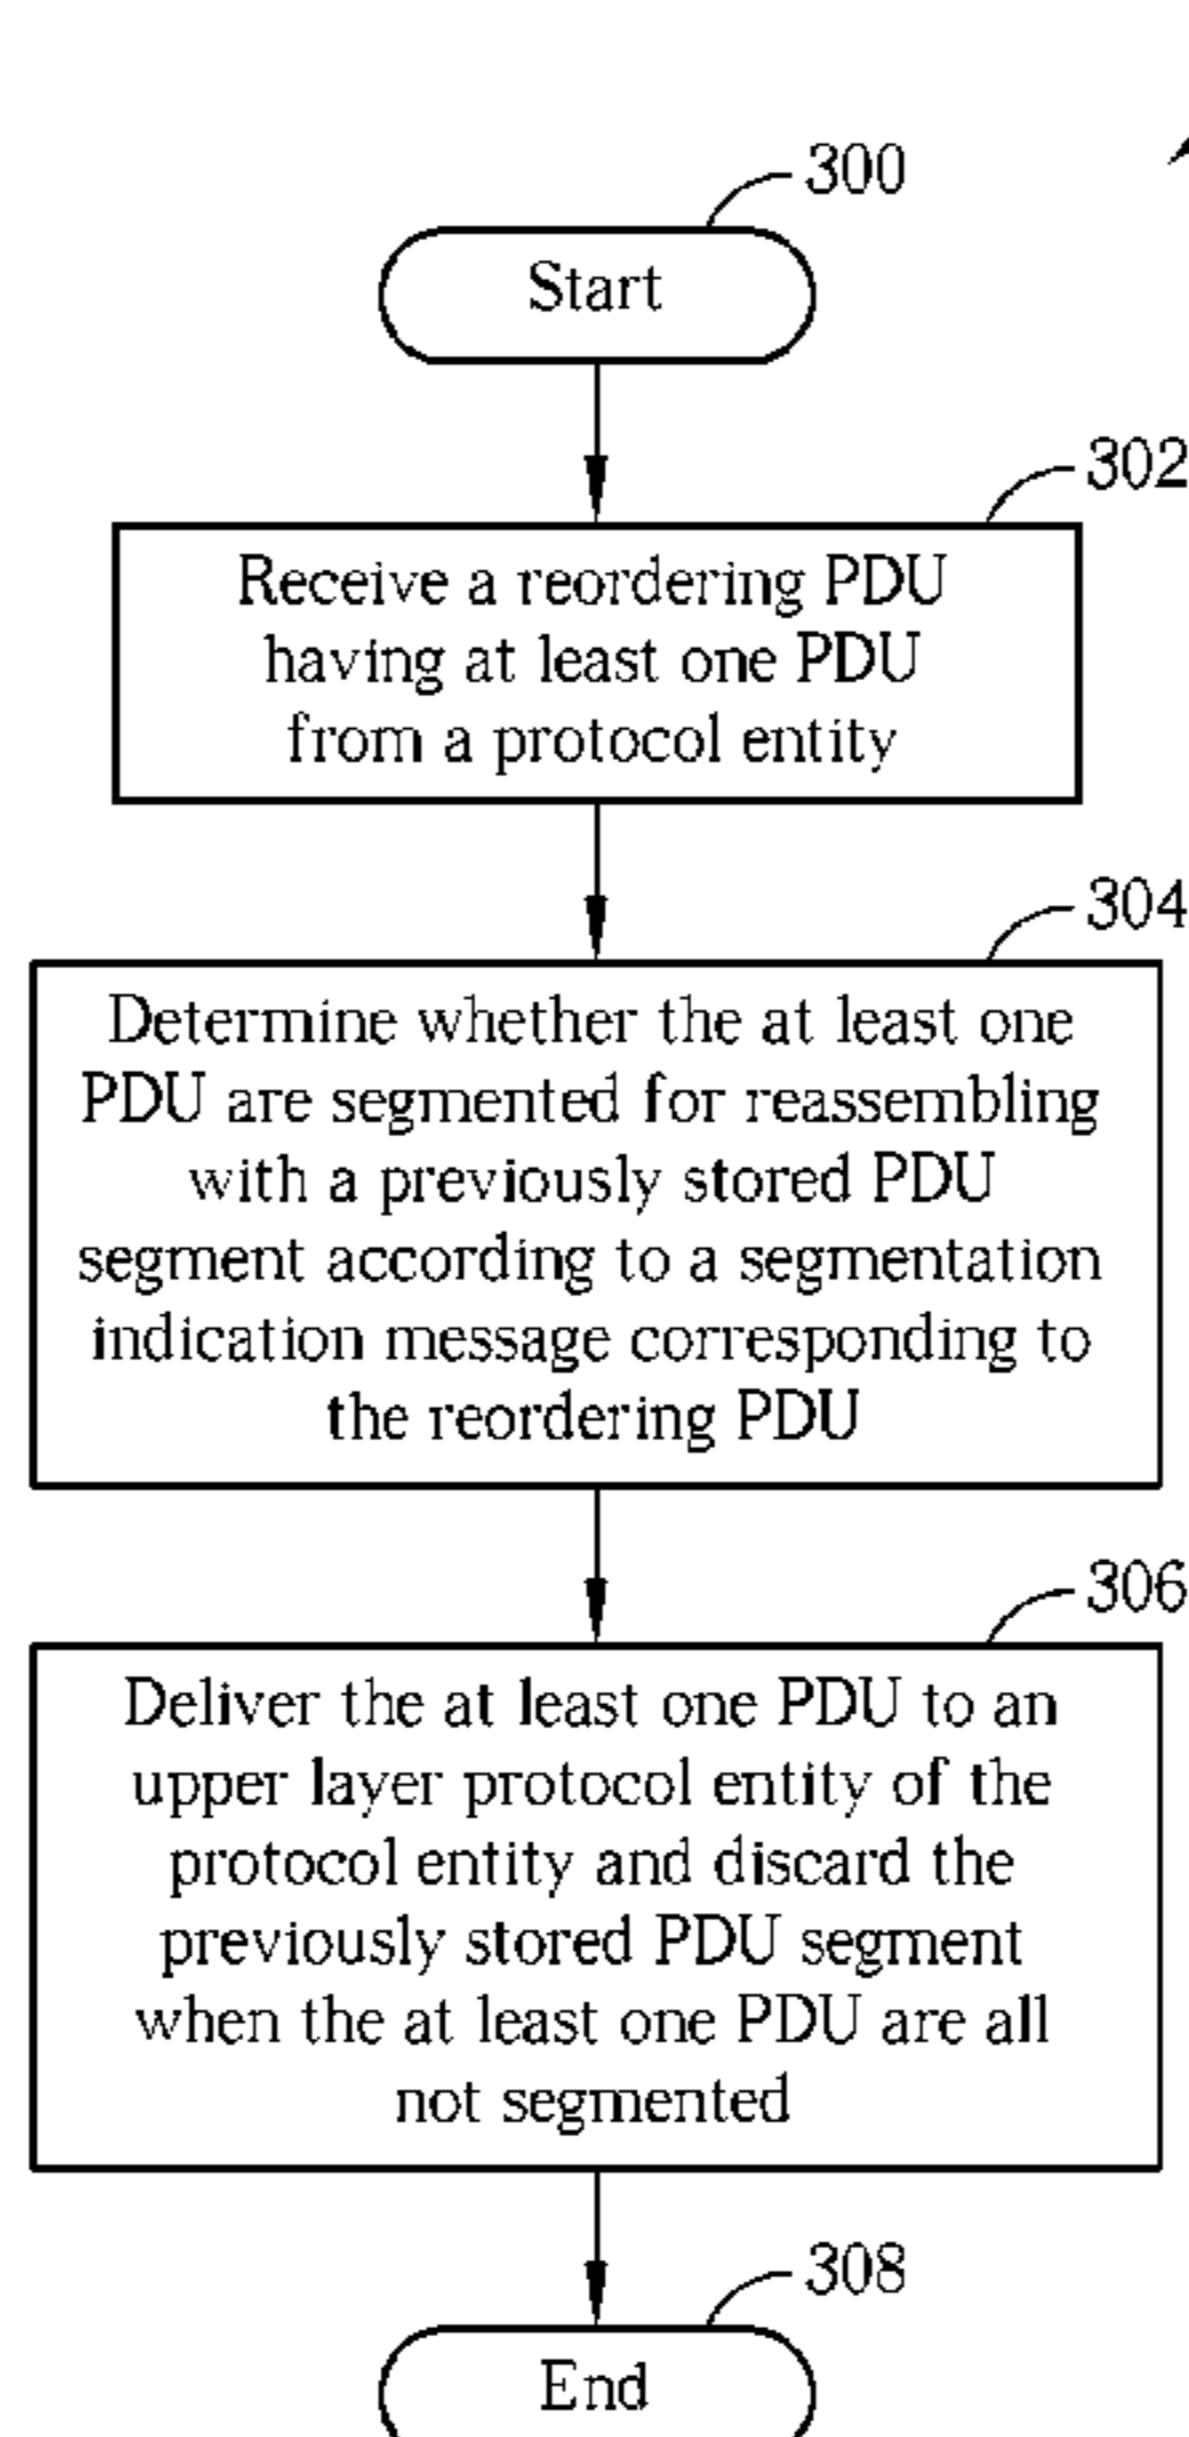 300
Start
302
Receive a reordering PDU
having at least one PDU
from a protocol entity
304
Determine whether the at least one
PDU are segmented for reassembling
with a previously stored PDU
segment according to a segmentation
indication message corresponding to
the reordering PDU
306
Deliver the at least one PDU to an
upper layer protocol entity of the
protocol entity and discard the
previously stored PDU segment
when the at least one PDU are all
not segmented
308
End